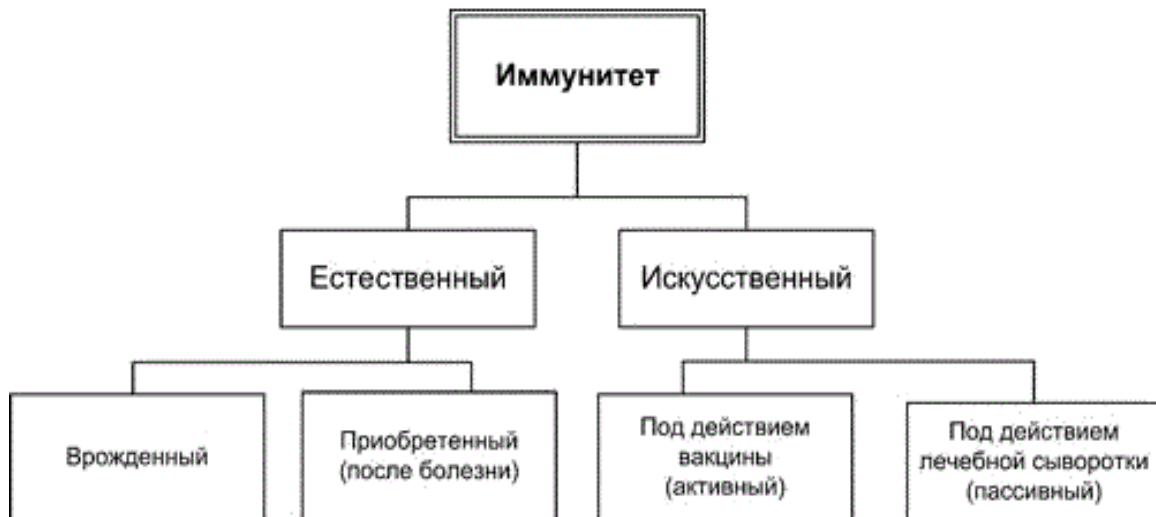 Иммунитет
Естественный
Искусственный
Врожденный
Приобретенный
(после болезни)
Под действием
вакцины
(активный)
Под действием
лечебной сыворотки
(пассивный)